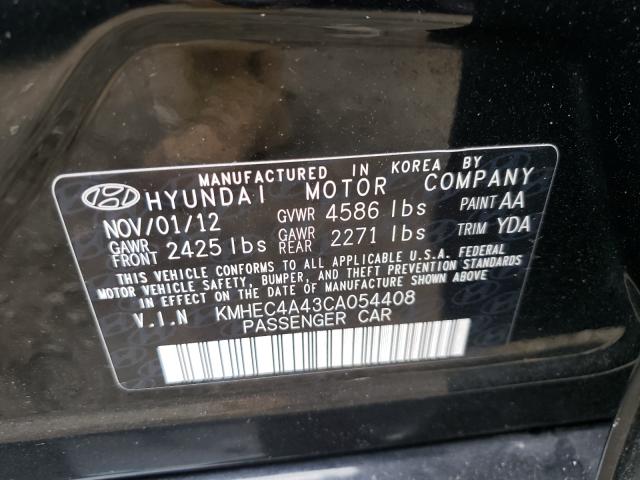 MANUFACTURED IN KOREA BY
HYUNDAI MOTOR COMPANY
NOV/01/12 GVWR 4586 lbs PAINT AA
GAWR FRONT 2425 lbs GAWR REAR 2271 lbs TRIM YDA
THIS VEHICLE CONFORMS TO ALL APPLICABLE U.S.A. FEDERAL
MOTOR VEHICLE SAFETY, BUMPER, AND THEFT PREVENTION STANDARDS
IN EFFECT ON THE DATE OF MANUFACTURE SHOWN ABOVE
V.I.N KMHEC4A43CA054408
PASSENGER CAR